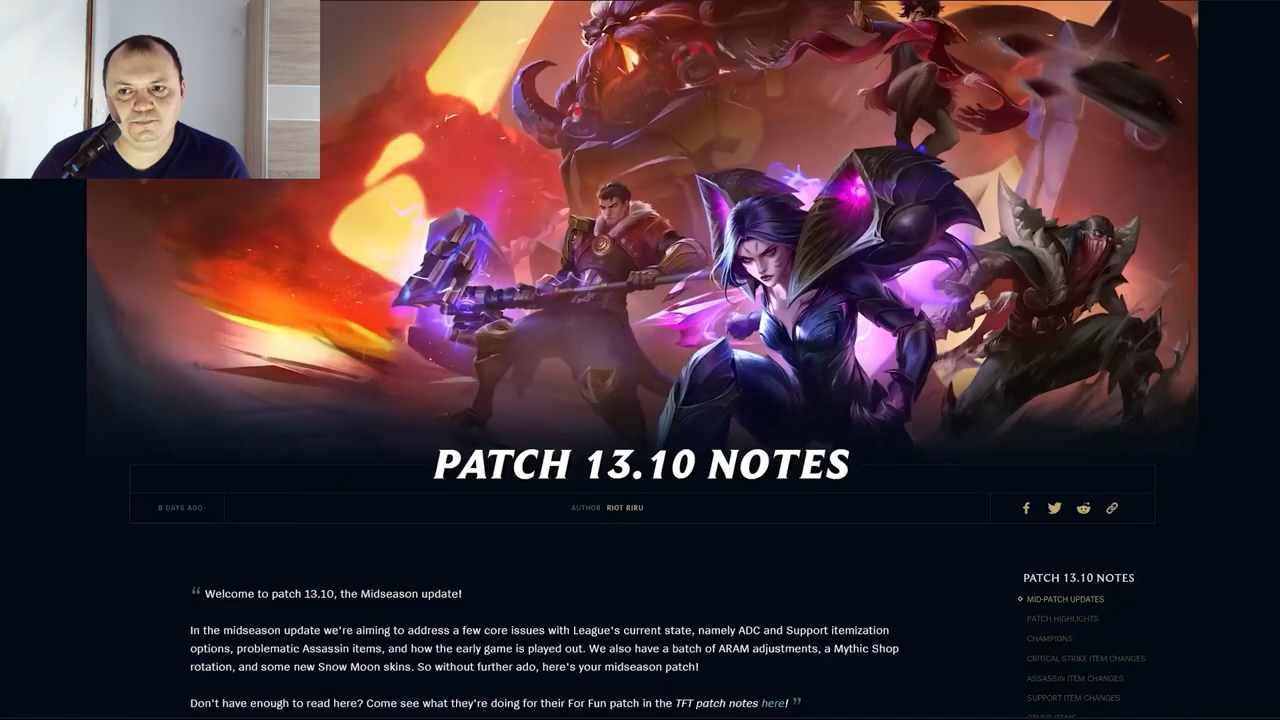 PATCH 13.10 NOTES
8 DAYS AGO
AUTHOR RIOT RIRU
“ Welcome to patch 13.10, the Midseason update!
In the midseason update we're aiming to address a few core issues with League's current state, namely ADC and Support itemization
options, problematic Assassin items, and how the early game is played out. We also have a batch of ARAM adjustments, a Mythic Shop
rotation, and some new Snow Moon skins. So without further ado, here's your midseason patch!
Don't have enough to read here? Come see what they're doing for their For Fun patch in the TFT patch notes here! ”
PATCH 13.10 NOTES
MID-PATCH UPDATES
PATCH HIGHLIGHTS
CHAMPIONS
CRITICAL STRIKE ITEM CHANGES
ASSASSIN ITEM CHANGES
SUPPORT ITEM CHANGES